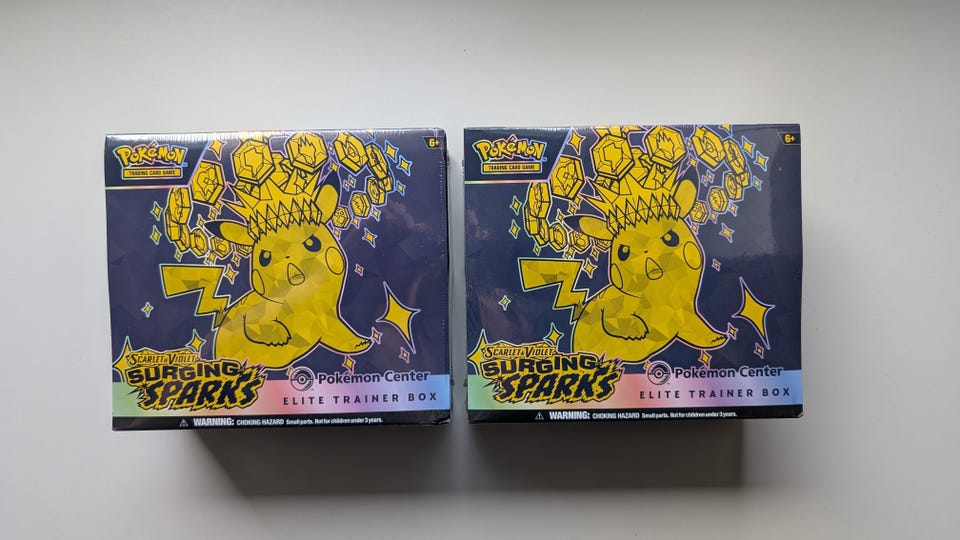 POKéMON
TRADING CARD GAME
6+
SCARLET & VIOLET
SURGING
SPARKS
Pokémon Center
ELITE TRAINER BOX
WARNING: CHOKING HAZARD Small parts. Not for children under 3 years.
POKéMON
TRADING CARD GAME
6+
SCARLET & VIOLET
SURGING
SPARKS
Pokémon Center
ELITE TRAINER BOX
WARNING: CHOKING HAZARD Small parts. Not for children under 3 years.